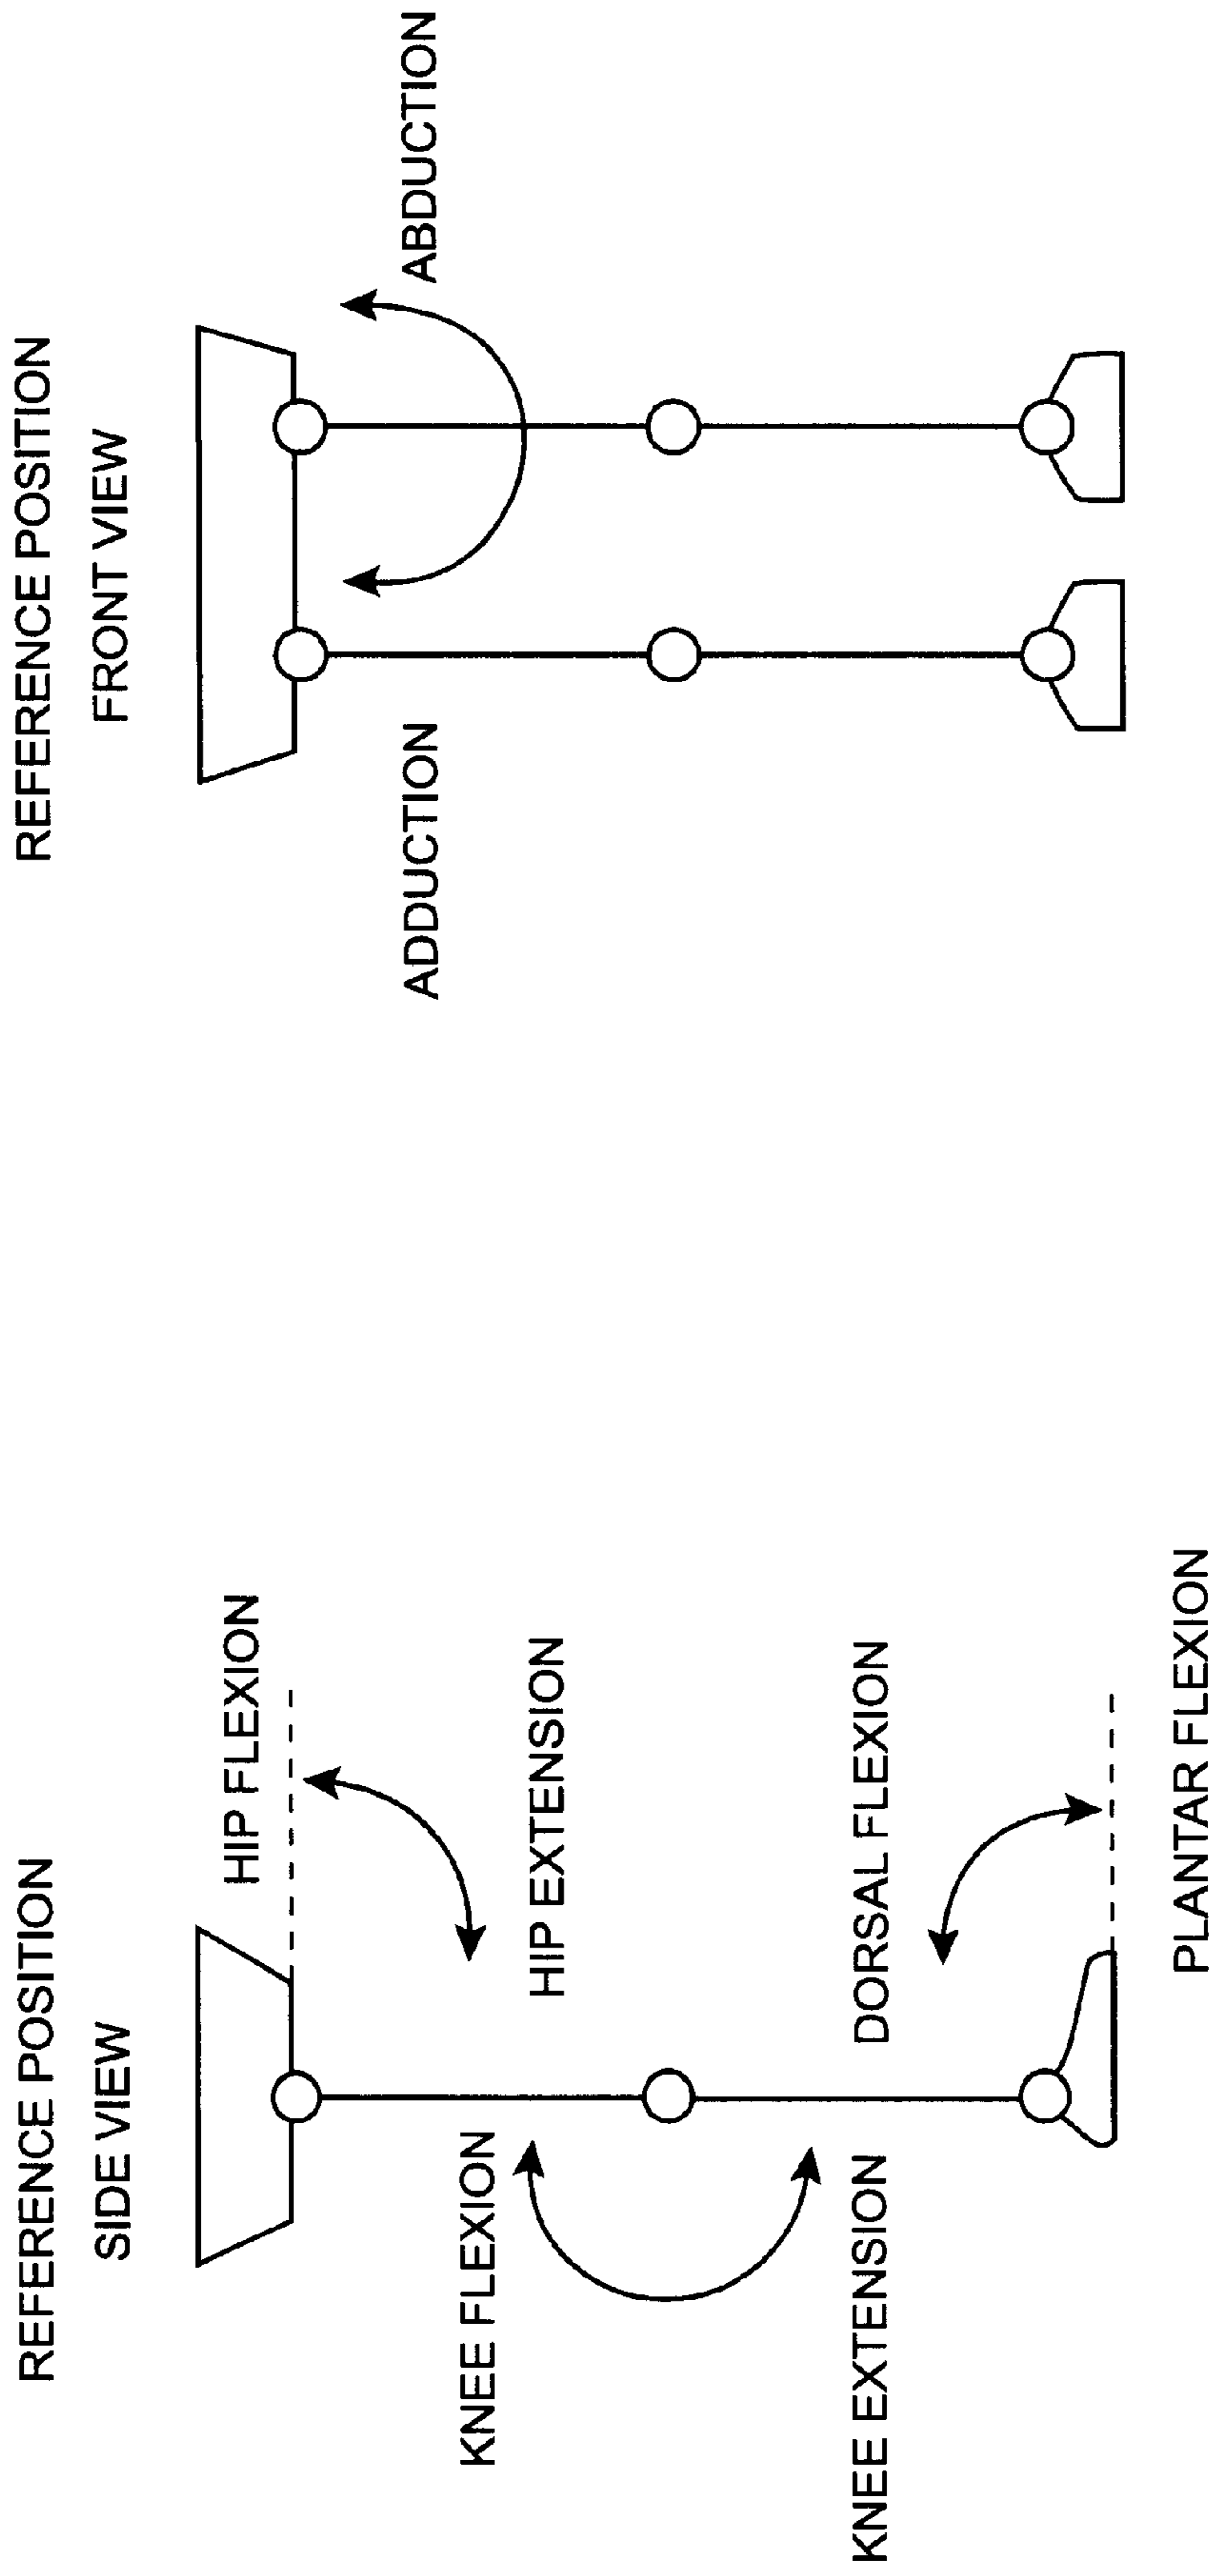 REFERENCE POSITION
SIDE VIEW
HIP FLEXION
KNEE FLEXION
HIP EXTENSION
KNEE EXTENSION
DORSAL FLEXION
PLANTAR FLEXION
REFERENCE POSITION
FRONT VIEW
ADDUCTION
ABDUCTION